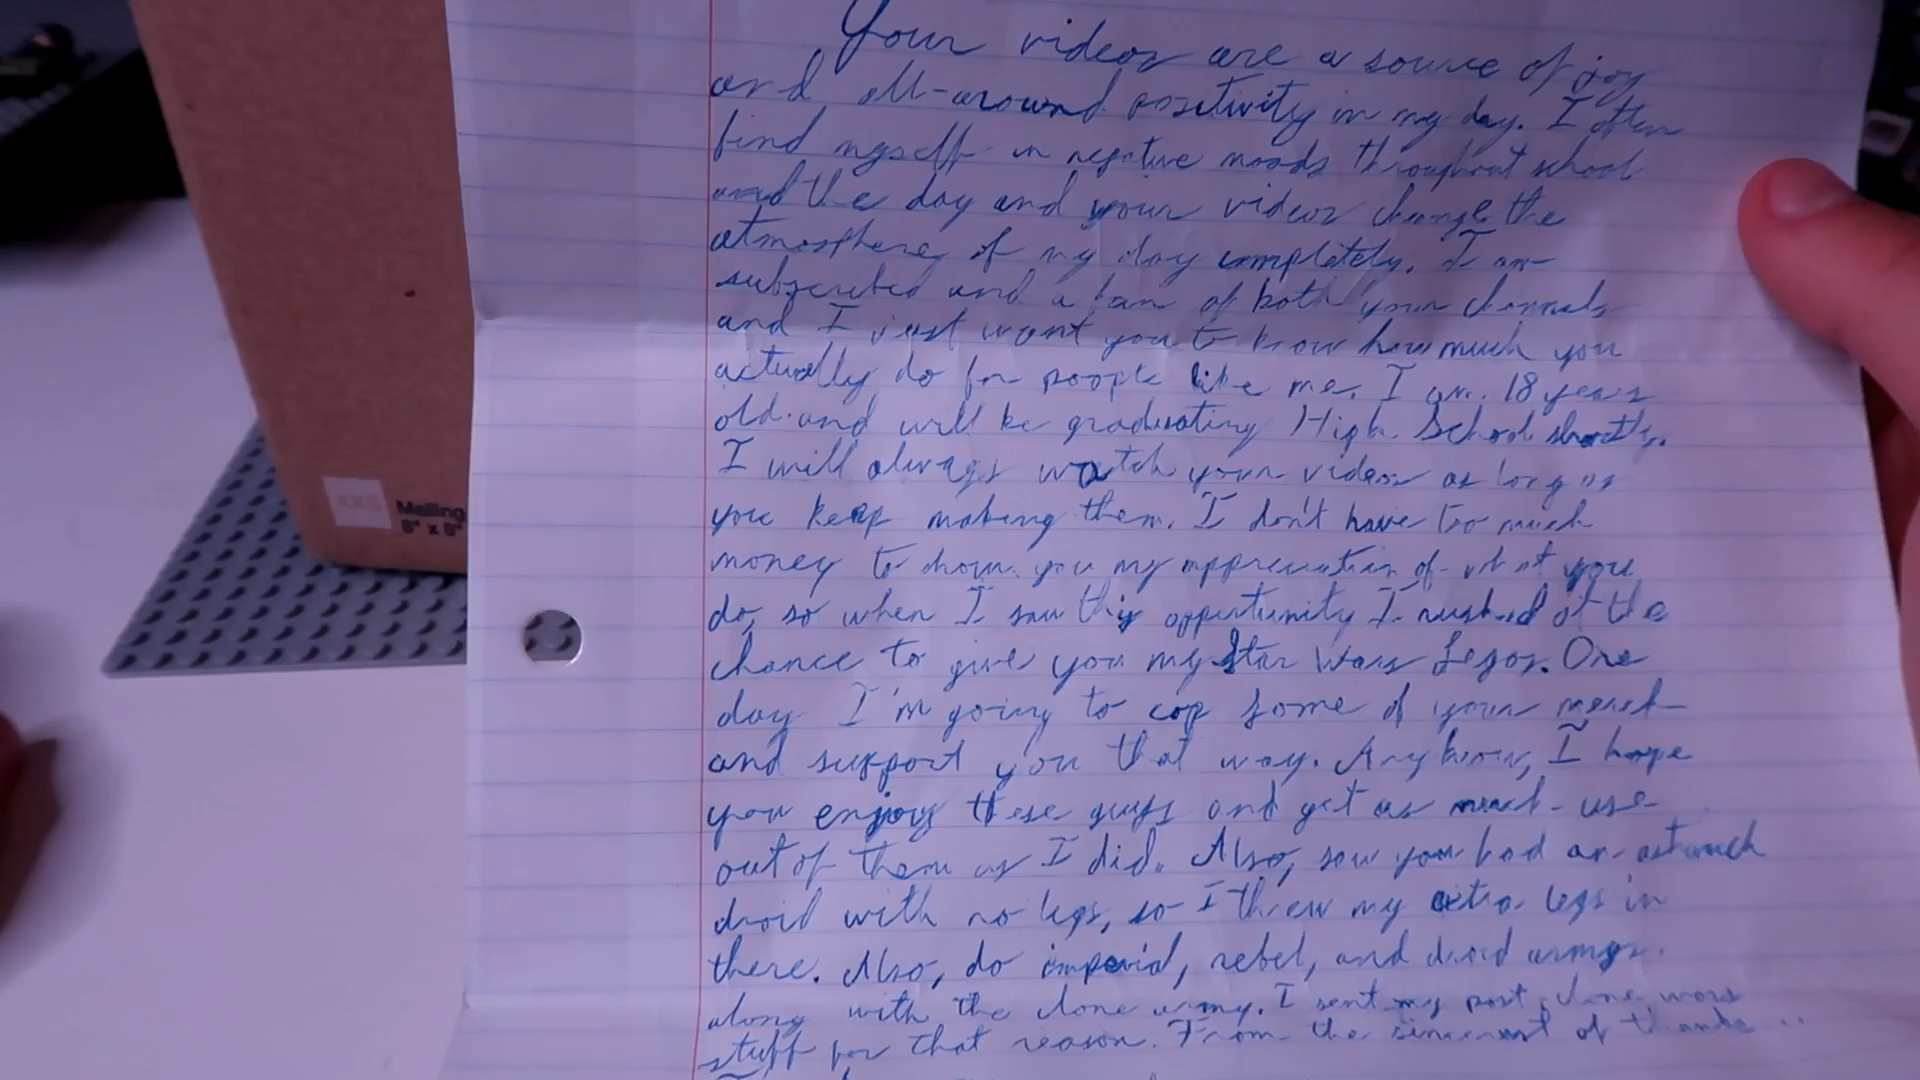 Your videos are a source of joy
and all-around positivity in my day. I often
find myself in negative moods throughout school
and the day and your videos change the
atmosphere of my day completely. I am
subscribed and a fan of both your channels
and I just want you to know how much you
actually do for people like me. I am 18 years
old and will be graduating High School shortly.
I will always watch your videos as long as
you keep making them. I don't have too much
money to show you my appreciation of what you
do, so when I saw this opportunity I rushed at the
chance to give you my Star Wars Legos. One
day I'm going to cop some of your merch
and support you that way. Anyhow, I hope
you enjoy these guys and get as much use
out of them as I did. Also, saw you had an
droid with no legs, so I threw my extra legs in
there. Also, do imperial, rebel, and droid armys
along with the clone army. I sent my post clone wars
stuff for that reason. From the sincerest of thanks...
Mailing
8" x 8"